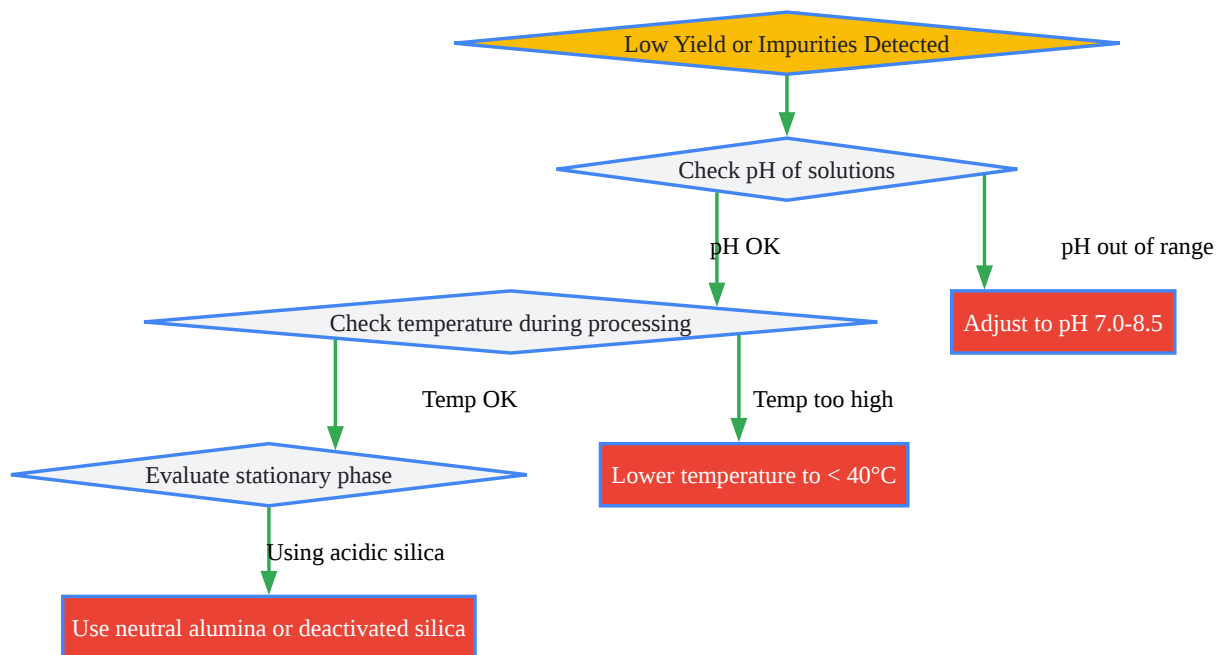 Low Yield or Impurities Detected
Check pH of solutions
pH OK
pH out of range
Check temperature during processing
Adjust to pH 7.0-8.5
Temp OK
Temp too high
Evaluate stationary phase
Lower temperature to < 40°C
Using acidic silica
Use neutral alumina or deactivated silica